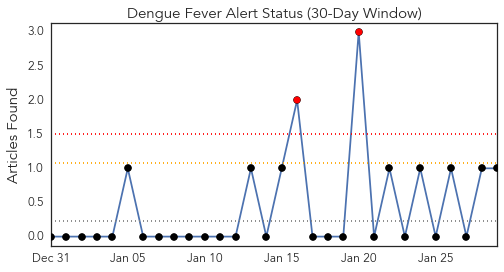 Dengue Fever Alert Status (30-Day Window)
Articles Found
3.0
2.5
2.0
1.5
1.0
0.5
0.0
Dec 31 Jan 05 Jan 10 Jan 15 Jan 20 Jan 25